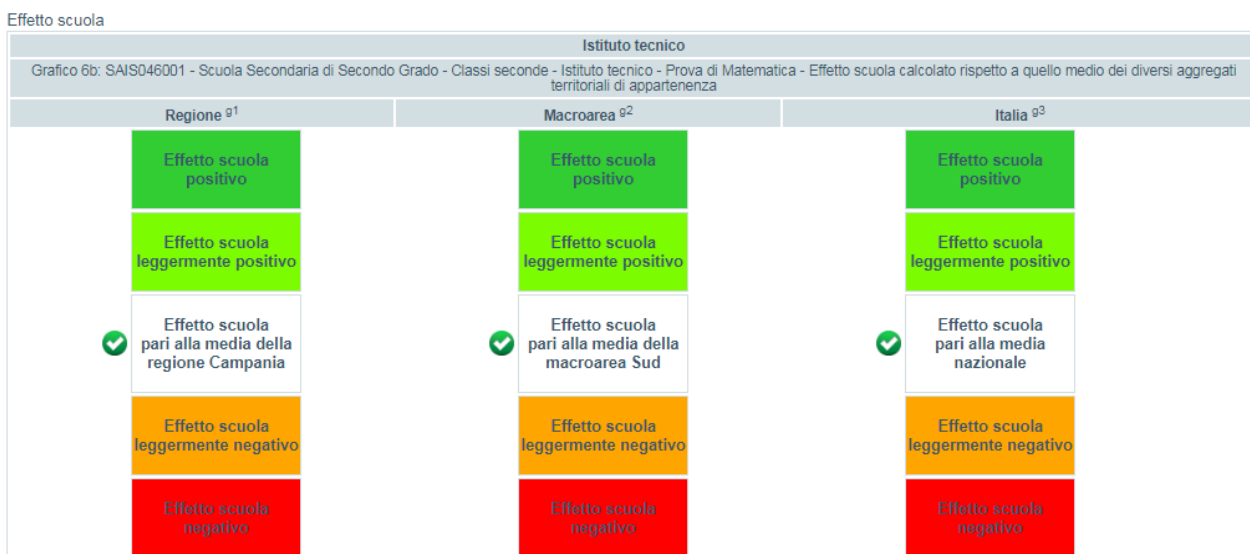 Effetto scuola
Istituto tecnico
Grafico 6b: SAIS046001 - Scuola Secondaria di Secondo Grado - Classi seconde - Istituto tecnico - Prova di Matematica - Effetto scuola calcolato rispetto a quello medio dei diversi aggregati
territoriali di appartenenza
Regione g1
Macroarea g2
Italia g3
Effetto scuola
positivo
Effetto scuola
positivo
Effetto scuola
positivo
Effetto scuola
leggermente positivo
Effetto scuola
leggermente positivo
Effetto scuola
leggermente positivo
Effetto scuola
pari alla media della
regione Campania
Effetto scuola
pari alla media della
macroarea Sud
Effetto scuola
pari alla media
nazionale
Effetto scuola
leggermente negativo
Effetto scuola
leggermente negativo
Effetto scuola
leggermente negativo
Effetto scuola
negativo
Effetto scuola
negativo
Effetto scuola
negativo